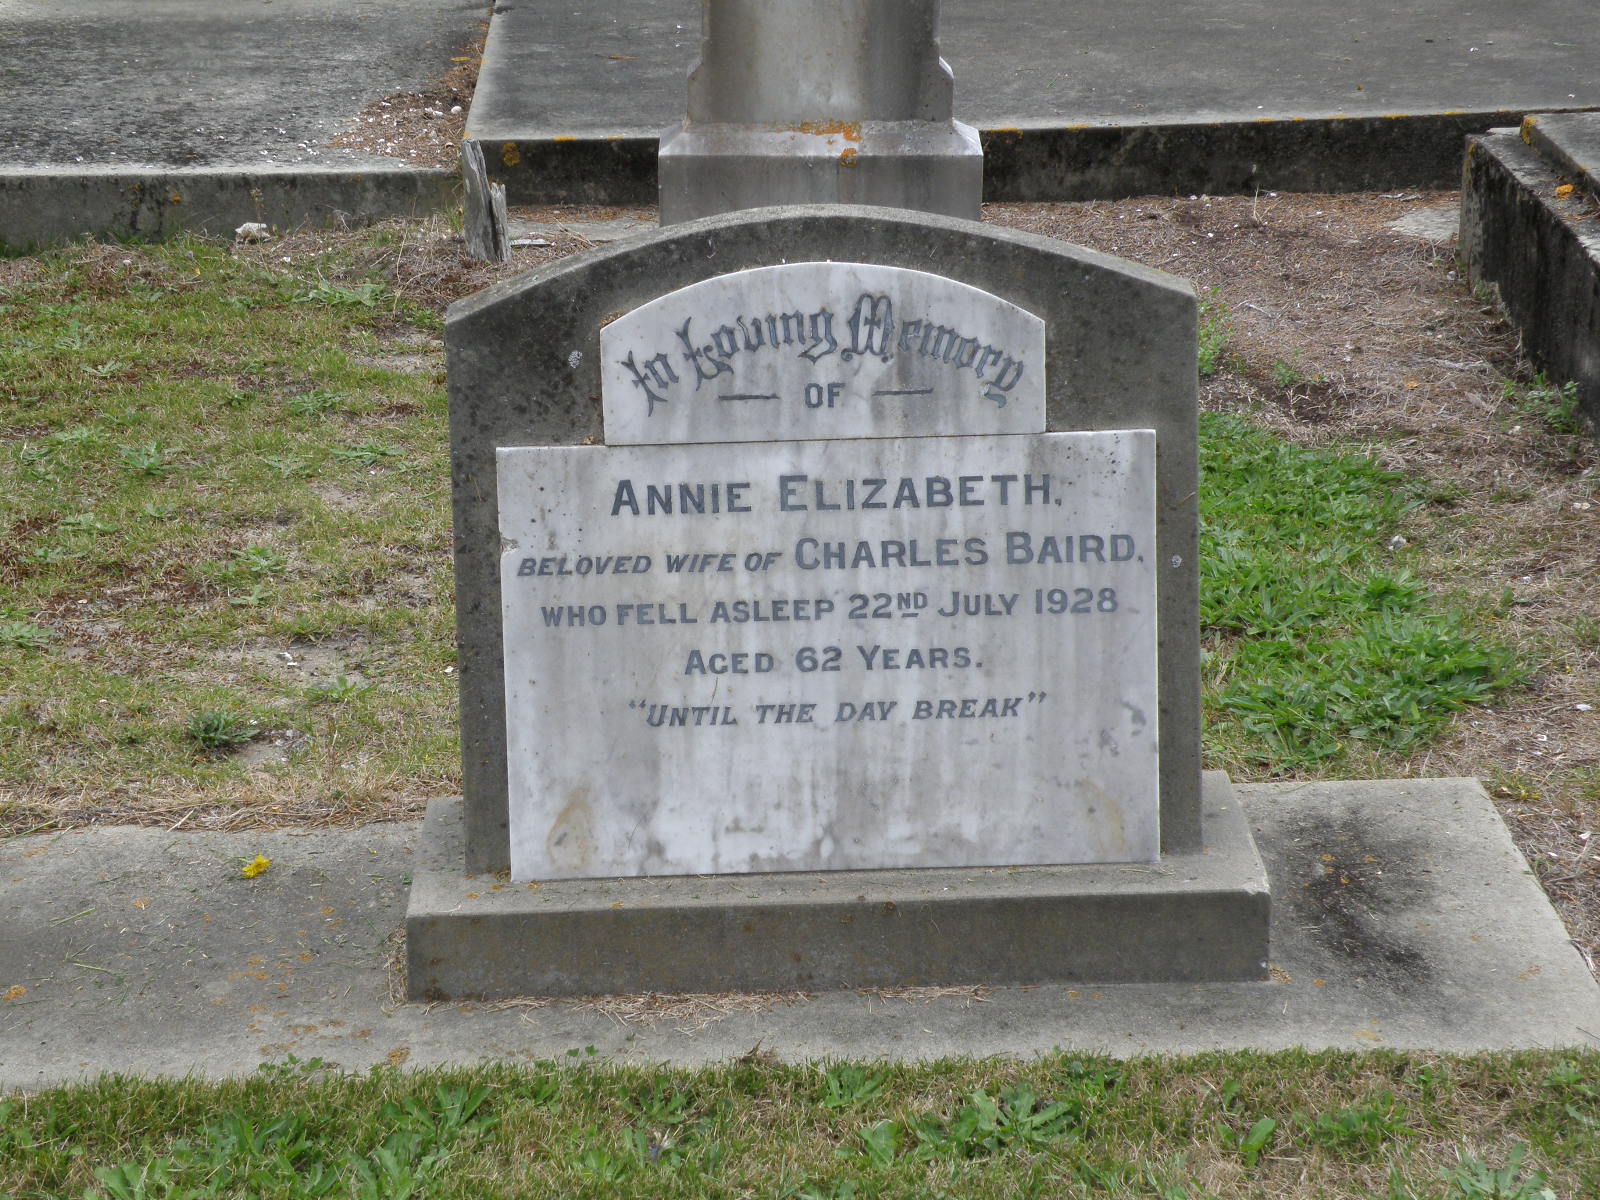 In Loving Memory
OF
ANNIE ELIZABETH,
BELOVED WIFE OF CHARLES BAIRD,
WHO FELL ASLEEP 22ND JULY 1928
AGED 62 YEARS.
"UNTIL THE DAY BREAK"